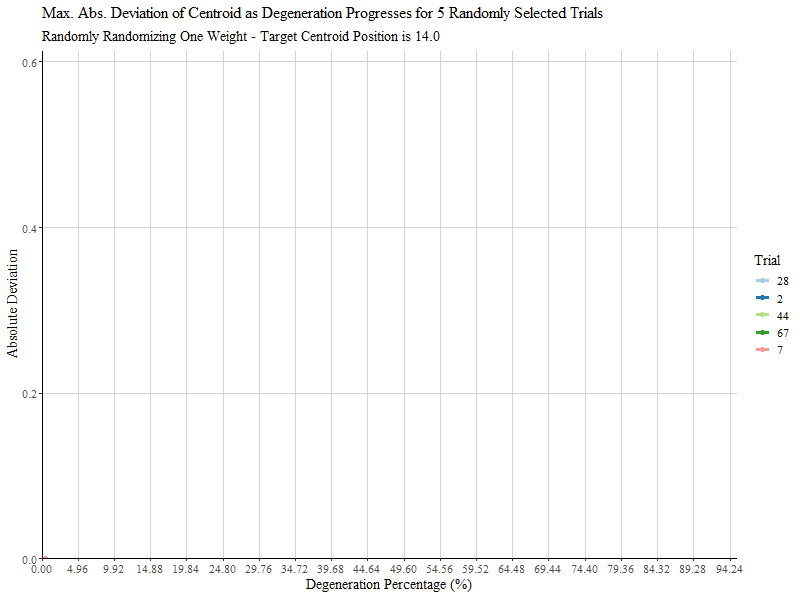 Max. Abs. Deviation of Centroid as Degeneration Progresses for 5 Randomly Selected Trials
Randomly Randomizing One Weight - Target Centroid Position is 14.0
0.6
0.4
0.2
0.0
Absolute Deviation
0.00 4.96 9.92 14.88 19.84 24.80 29.76 34.72 39.68 44.64 49.60 54.56 59.52 64.48 69.44 74.40 79.36 84.32 89.28 94.24
Degeneration Percentage (%)
Trial
28
2
44
67
7